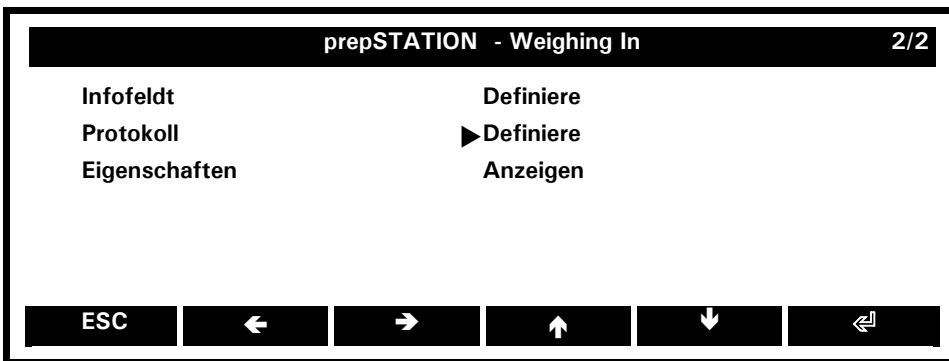 prepSTATION - Weighing In 2/2
Infofeldt Definiere
Protokoll ▶Definiere
Eigenschaften Anzeigen
ESC ← → ↑ ↓ ↵